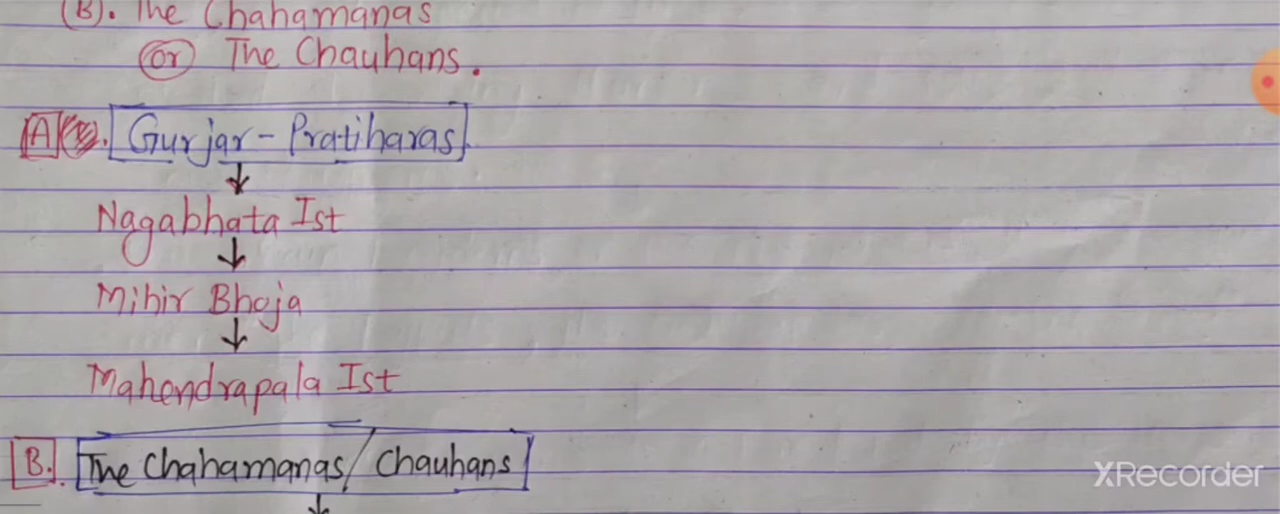 (B). The Chahamanas
(or) The Chauhans.
A. Gurjar-Pratiharas
↓
Nagabhata Ist
↓
Mihir Bhoja
↓
Mahendrapala Ist
B. The Chahamanas/Chauhans
↓
XRecorder